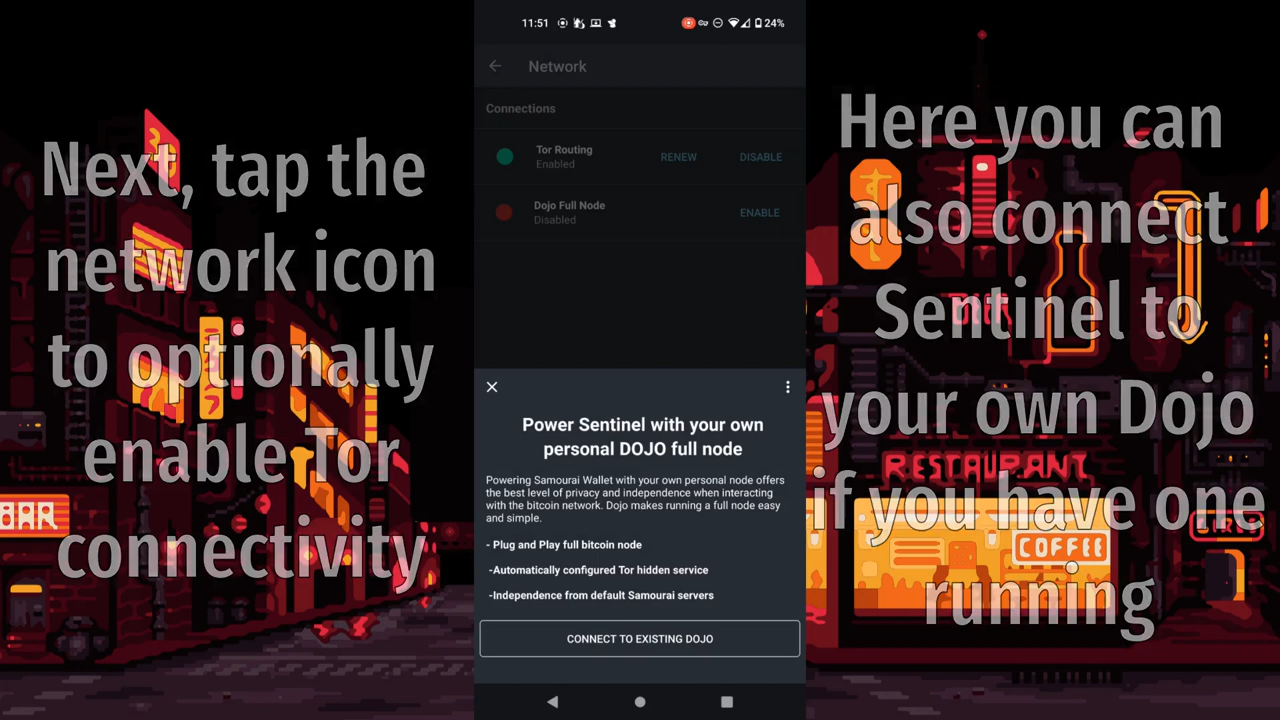 Next, tap the
network icon
to optionally
enable Tor
connectivity
11:51
24%
Network
Connections
Tor Routing
Enabled
RENEW
DISABLE
Dojo Full Node
Disabled
ENABLE
Power Sentinel with your own
personal DOJO full node
Powering Samourai Wallet with your own personal node offers
the best level of privacy and independence when interacting
with the bitcoin network. Dojo makes running a full node easy
and simple.
- Plug and Play full bitcoin node
-Automatically configured Tor hidden service
-Independence from default Samourai servers
CONNECT TO EXISTING DOJO
Here you can
also connect
Sentinel to
your own Dojo
if you have one
running
BAR
RESTAURANT
COFFEE